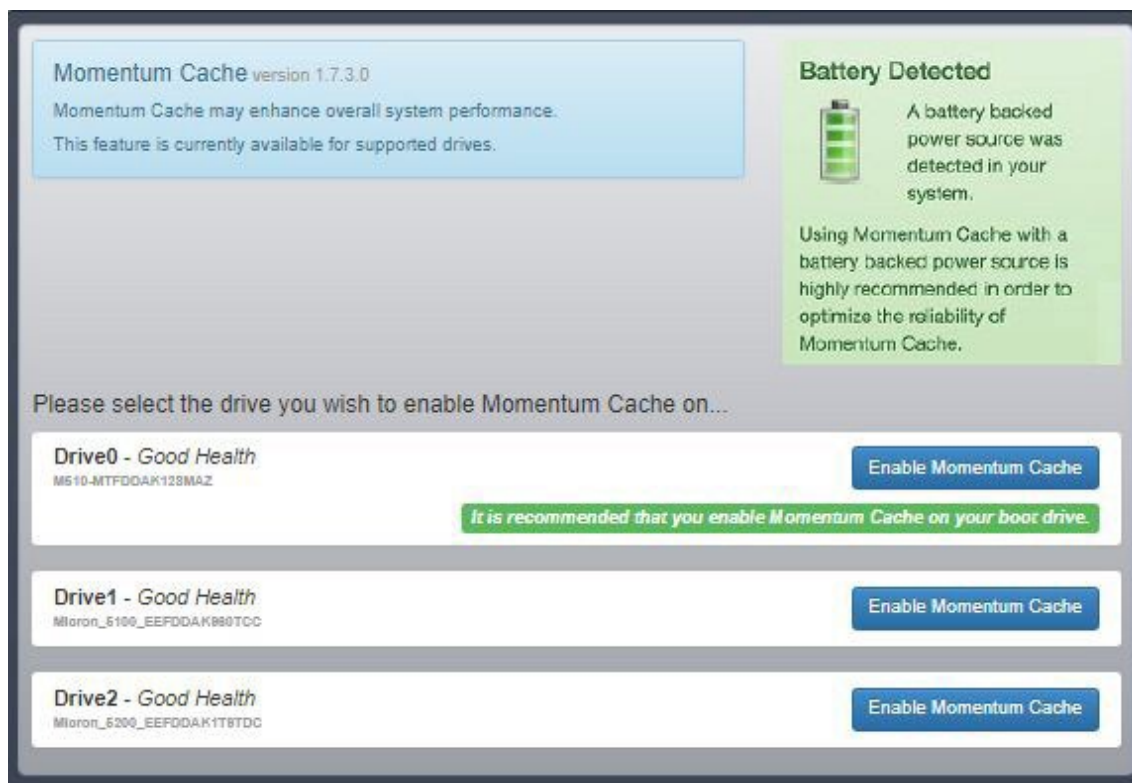 Momentum Cache version 1.7.3.0
Momentum Cache may enhance overall system performance.
This feature is currently available for supported drives.
Battery Detected
A battery backed
power source was
detected in your
system.
Using Momentum Cache with a
battery backed power source is
highly recommended in order to
optimize the reliability of
Momentum Cache.
Please select the drive you wish to enable Momentum Cache on...
Drive0 - Good Health
Enable Momentum Cache
It is recommended that you enable Momentum Cache on your boot drive.
Drive1 - Good Health
Enable Momentum Cache
Drive2 - Good Health
Enable Momentum Cache